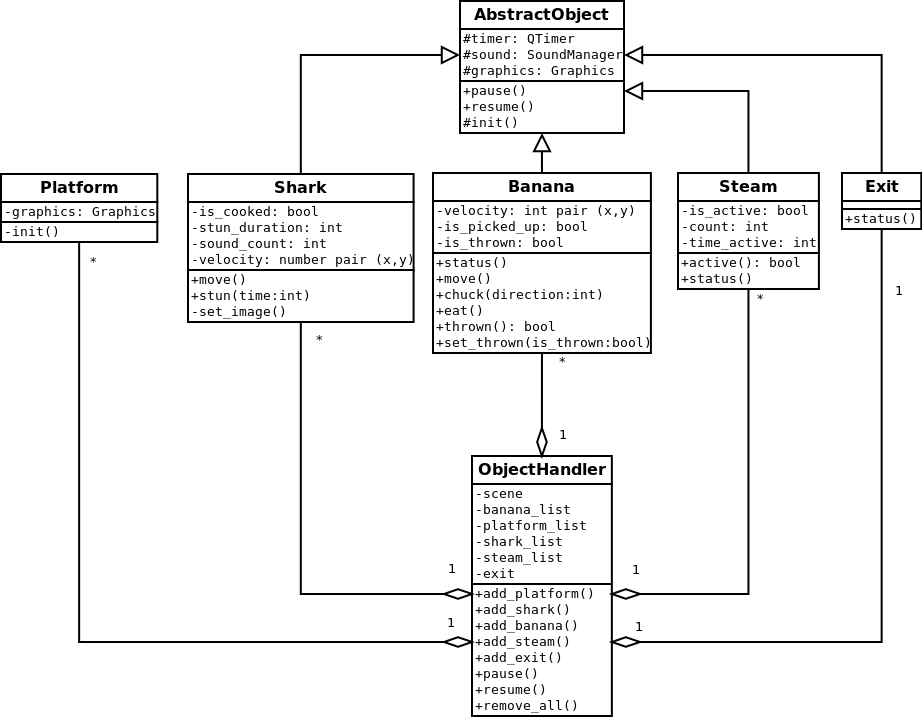 AbstractObject
#timer: QTimer
#sound: SoundManager
#graphics: Graphics
+pause()
+resume()
#init()
Platform
-graphics: Graphics
-init()
*
Shark
-is_cooked: bool
-stun_duration: int
-sound_count: int
-velocity: number pair (x,y)
+move()
+stun(time:int)
-set_image()
*
Banana
-velocity: int pair (x,y)
-is_picked_up: bool
-is_thrown: bool
+status()
+move()
+chuck(direction:int)
+eat()
+thrown(): bool
+set_thrown(is_thrown:bool)
*
1
Steam
-is_active: bool
-count: int
-time_active: int
+active(): bool
+status()
*
Exit
+status()
1
ObjectHandler
-scene
-banana_list
-platform_list
-shark_list
-steam_list
-exit
+add_platform()
+add_shark()
+add_banana()
+add_steam()
+add_exit()
+pause()
+resume()
+remove_all()
1
1
1
1